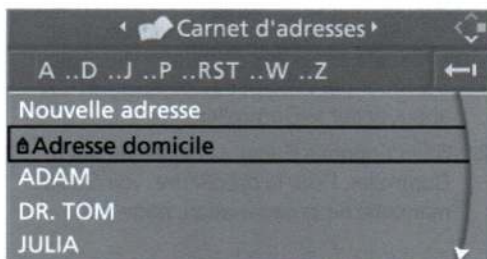 Carnet d'adresses
A ..D ..J ..P ..RST ..W ..Z
Nouvelle adresse
Adresse domicile
ADAM
DR. TOM
JULIA